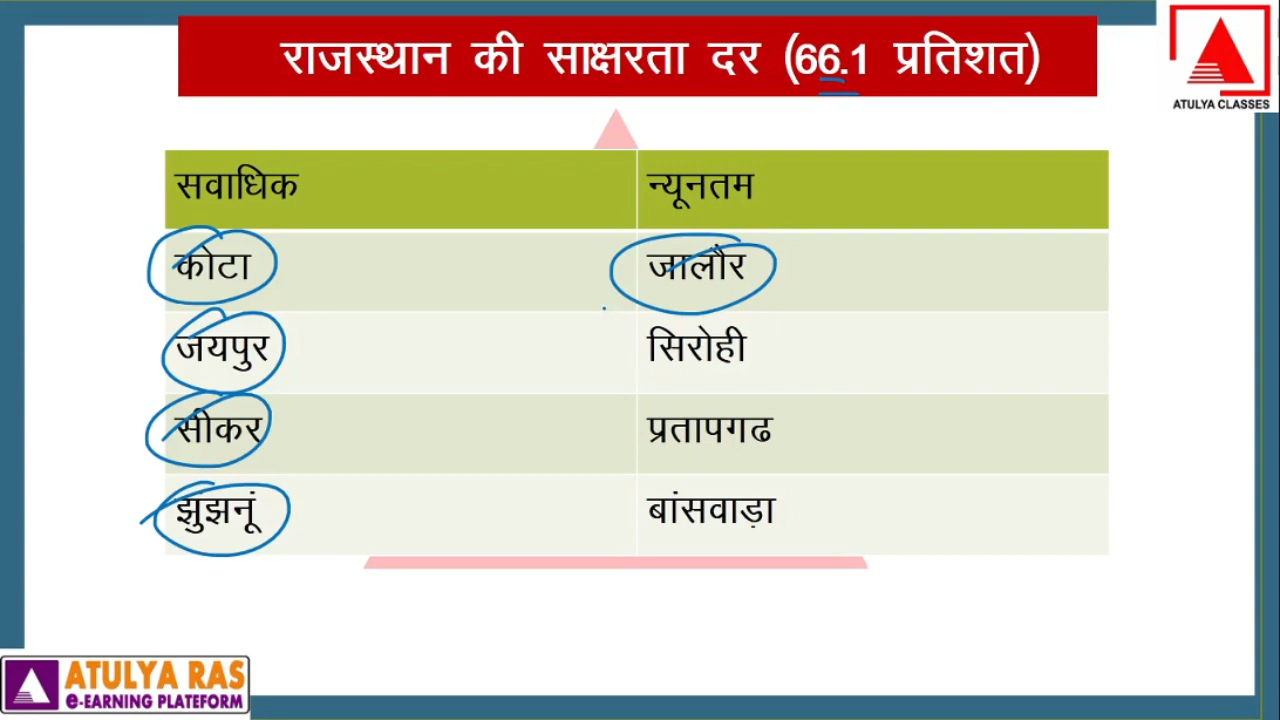 राजस्थान की साक्षरता दर (66.1 प्रतिशत)
ATULYA CLASSES
सवाधिक न्यूनतम
कोटा जालौर
जयपुर सिरोही
सीकर प्रतापगढ
झुंझनूं बांसवाड़ा
ATULYA RAS
e-EARNING PLATEFORM